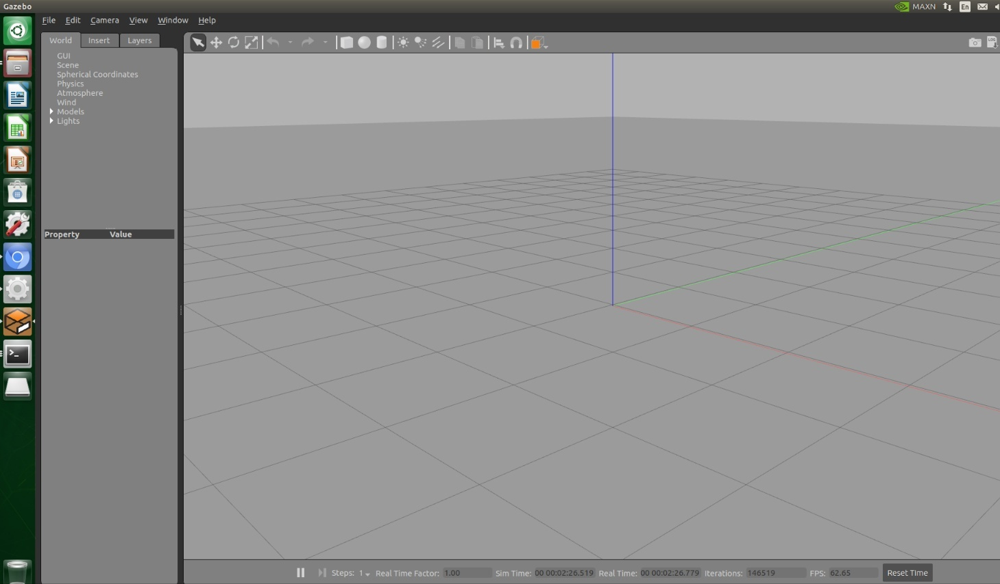 Gazebo
MAXN
En
File Edit Camera View Window Help
World Insert Layers
LOG
GUI
Scene
Spherical Coordinates
Physics
Atmosphere
Wind
Models
Lights
Property Value
Steps: 1 Real Time Factor: 1.00 Sim Time: 00 00:02:26.519 Real Time: 00 00:02:26.779 Iterations: 146519 FPS: 62.65 Reset Time